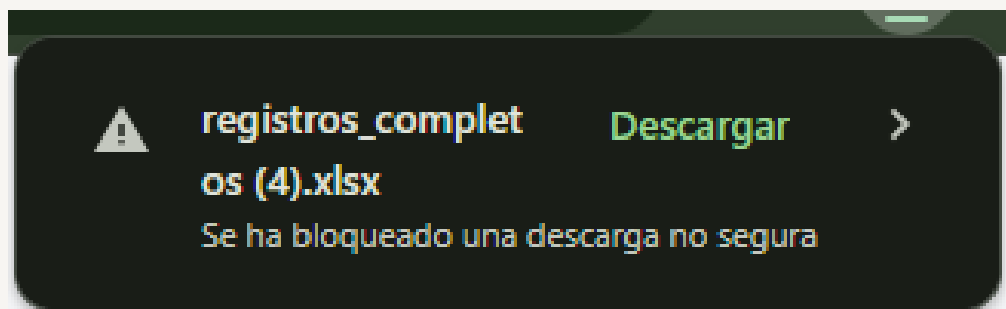 registros_complet
Descargar
os (4).xlsx
Se ha bloqueado una descarga no segura